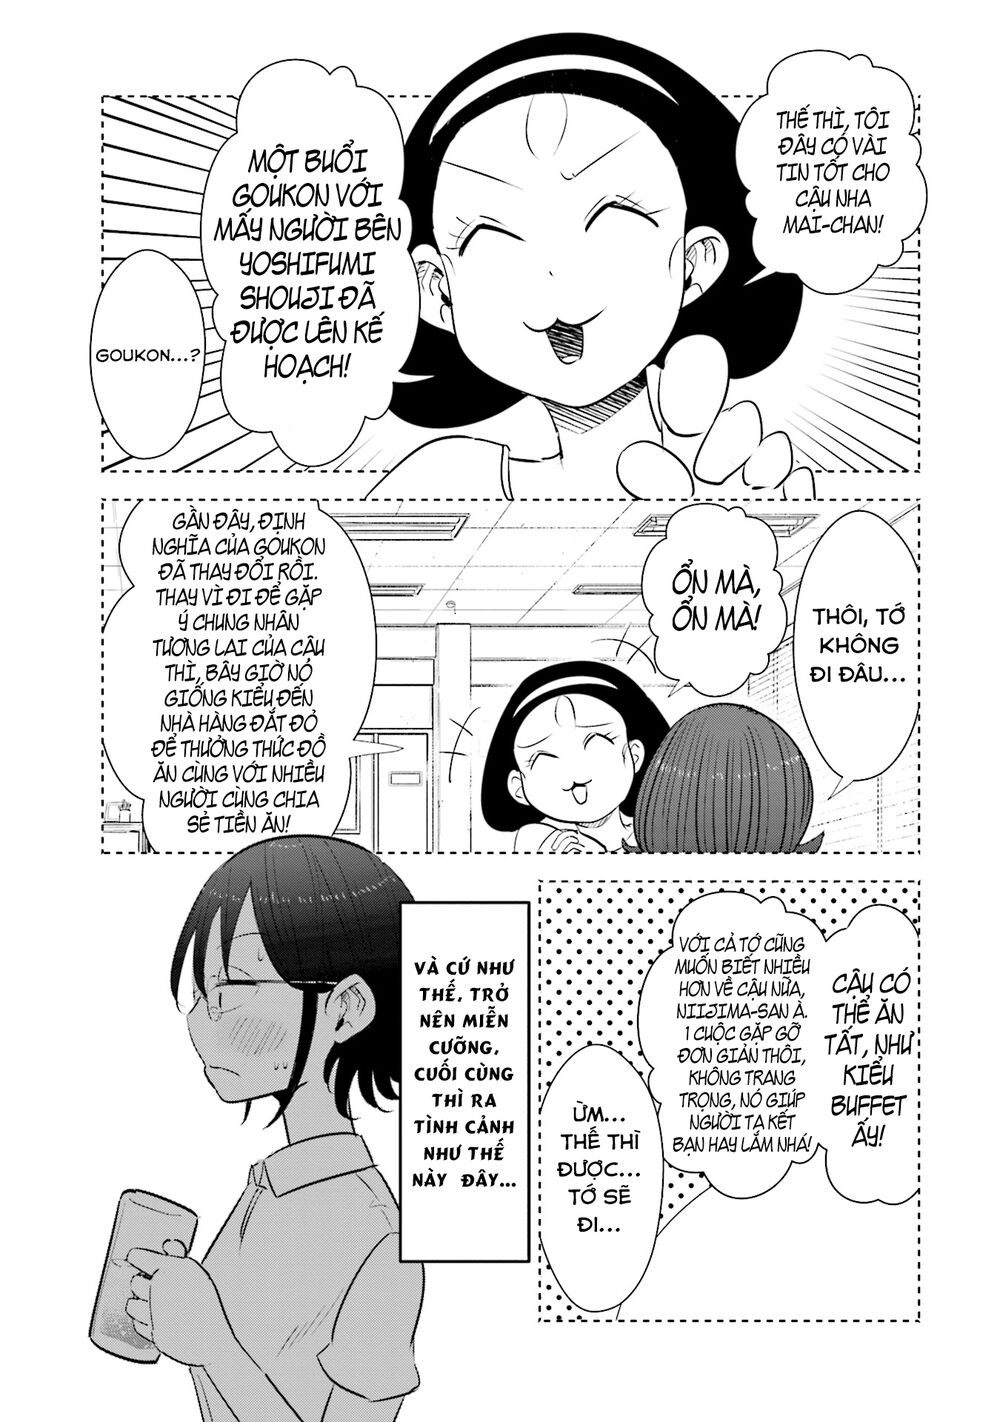 THẾ THÌ, TÔI
ĐÂY CÓ VÀI
TIN TỐT CHO
CẬU NHA
MAI-CHAN!
MỘT BUỔI
GOUKON VỚI
MẤY NGƯỜI BÊN
YOSHIFUMI
SHOUJI ĐÃ
ĐƯỢC LÊN KẾ
HOẠCH!
GOUKON...?
THÔI, TỚ
KHÔNG
ĐI ĐÂU...
ỔN MÀ,
ỔN MÀ!
GẦN ĐÂY, ĐỊNH
NGHĨA CỦA GOUKON
ĐÃ THAY ĐỔI RỒI.
THAY VÌ ĐI ĐỂ GẶP
Ý CHUNG NHÂN
TƯƠNG LAI CỦA CẬU
THÌ, BÂY GIỜ NÓ
GIỐNG KIỂU ĐẾN
NHÀ HÀNG ĐẮT ĐỎ
ĐỂ THƯỞNG THỨC ĐỒ
ĂN CÙNG VỚI NHIỀU
NGƯỜI CÙNG CHIA
SẺ TIỀN ĂN!
CẬU CÓ
THỂ ĂN
TẤT, NHƯ
KIỂU
BUFFET
ẤY!
VỚI CẢ TỚ CŨNG
MUỐN BIẾT NHIỀU
HƠN VỀ CẬU NỮA,
NIIJIMA-SAN À.
1 CUỘC GẶP GỠ
ĐƠN GIẢN THÔI,
KHÔNG TRANG
TRỌNG, NÓ GIÚP
NGƯỜI TA KẾT
BẠN HAY LẮM NHÁ!
ỪM...
THẾ THÌ
ĐƯỢC...
TỚ SẼ
ĐI...
VÀ CỨ NHƯ
THẾ, TRỞ
NÊN MIỄN
CƯỠNG,
CUỐI CÙNG
THÌ RA
TÌNH CẢNH
NHƯ THẾ
NÀY ĐÂY...